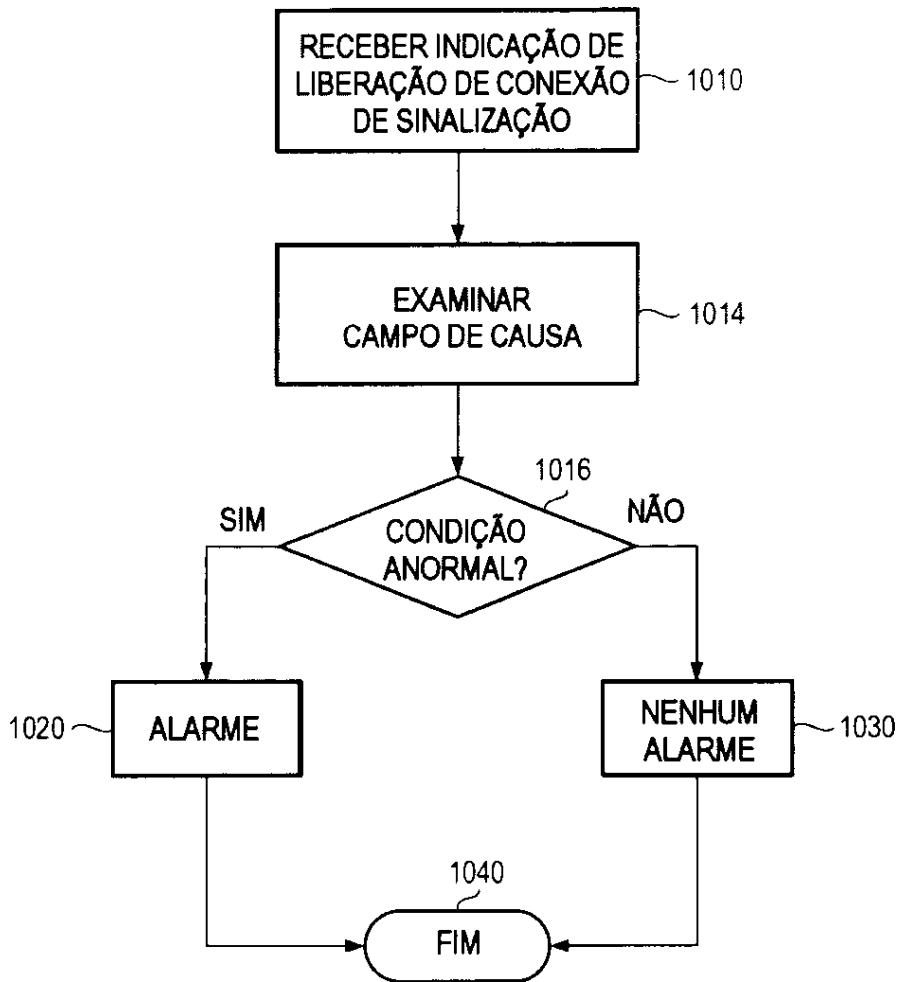 RECEBER INDICAÇÃO DE
LIBERAÇÃO DE CONEXÃO
DE SINALIZAÇÃO
1010
EXAMINAR
CAMPO DE CAUSA
1014
1016
SIM
NÃO
CONDIÇÃO
ANORMAL?
1020
ALARME
NENHUM
ALARME
1030
1040
FIM